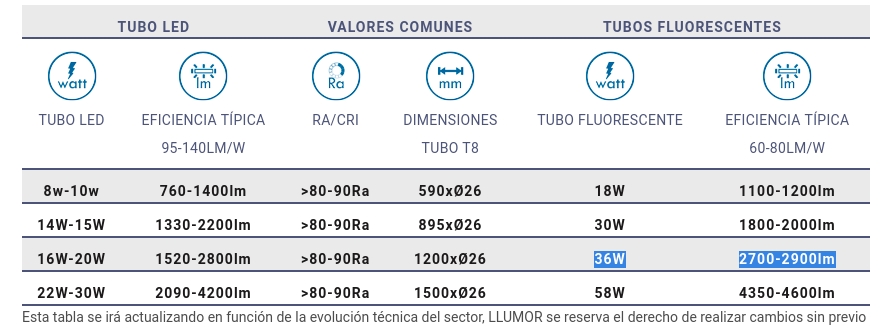 TUBO LED VALORES COMUNES TUBOS FLUORESCENTES
watt lm Ra mm watt lm
TUBO LED EFICIENCIA TÍPICA RA/CRI DIMENSIONES TUBO FLUORESCENTE EFICIENCIA TÍPICA
95-140LM/W TUBO T8 60-80LM/W
8w-10w 760-1400lm >80-90Ra 590xØ26 18W 1100-1200lm
14W-15W 1330-2200lm >80-90Ra 895xØ26 30W 1800-2000lm
16W-20W 1520-2800lm >80-90Ra 1200xØ26 36W 2700-2900lm
22W-30W 2090-4200lm >80-90Ra 1500xØ26 58W 4350-4600lm
Esta tabla se irá actualizando en función de la evolución técnica del sector, LLUMOR se reserva el derecho de realizar cambios sin previo